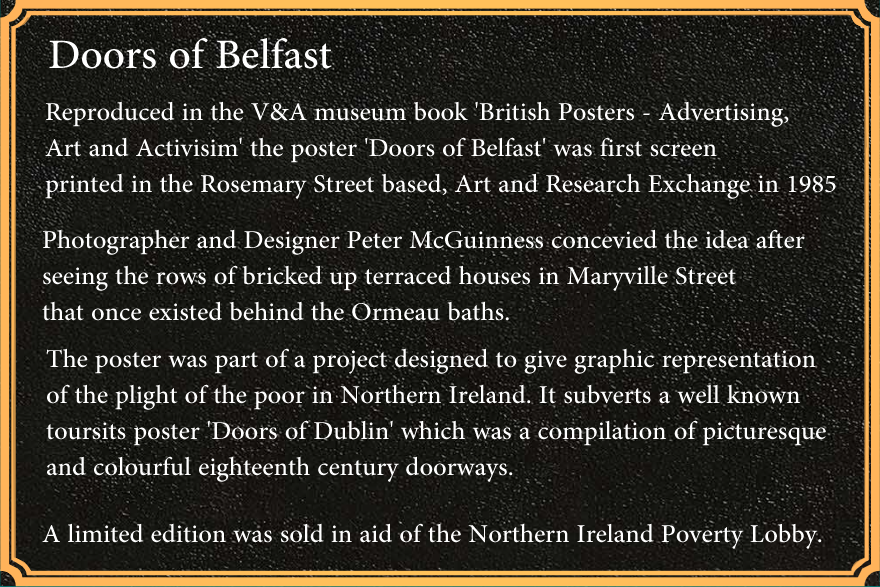 Doors of Belfast
Reproduced in the V&A museum book 'British Posters - Advertising,
Art and Activisim' the poster 'Doors of Belfast' was first screen
printed in the Rosemary Street based, Art and Research Exchange in 1985
Photographer and Designer Peter McGuinness concevied the idea after
seeing the rows of bricked up terraced houses in Maryville Street
that once existed behind the Ormeau baths.
The poster was part of a project designed to give graphic representation
of the plight of the poor in Northern Ireland. It subverts a well known
toursits poster 'Doors of Dublin' which was a compilation of picturesque
and colourful eighteenth century doorways.
A limited edition was sold in aid of the Northern Ireland Poverty Lobby.